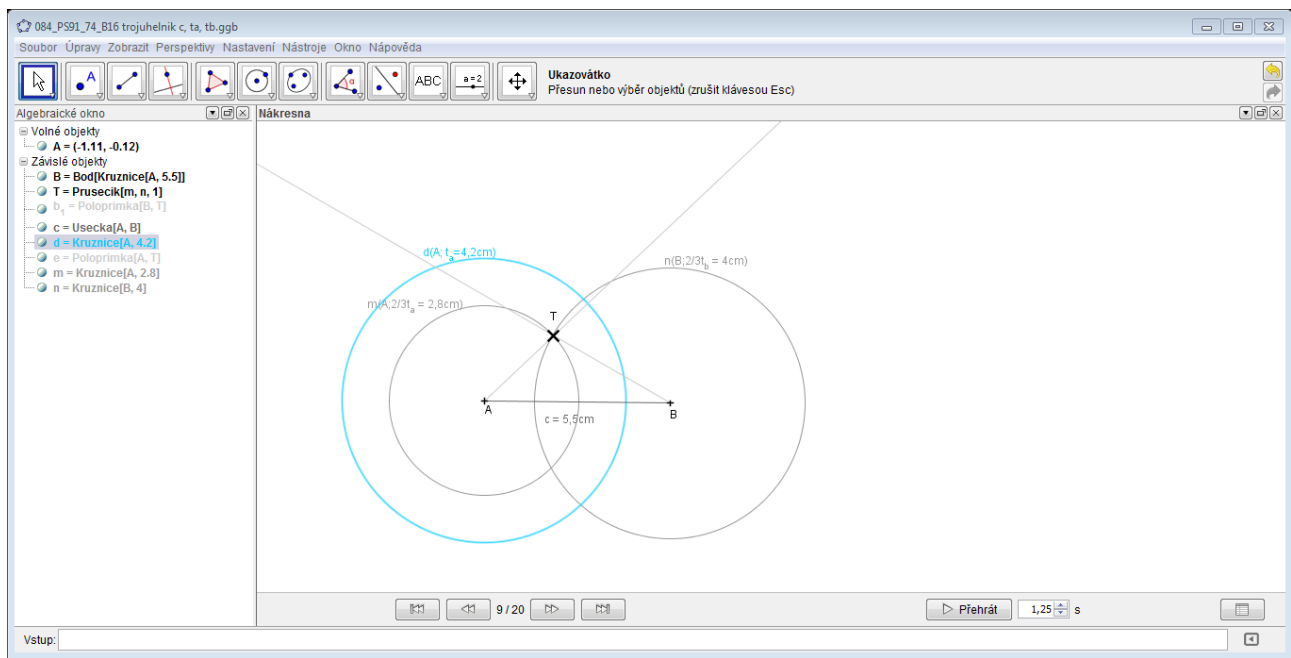 084_PS91_74_B16 trojuhelnik c, ta, tb.ggb
Soubor Úpravy Zobrazit Perspektivy Nastavení Nástroje Okno Nápověda
A
α
ABC
a=2
Ukazovátko
Přesun nebo výběr objektů (zrušit klávesou Esc)
Algebraické okno
Nákresna
Volné objekty
A = (-1.11, -0.12)
Závislé objekty
B = Bod[Kruznice[A, 5.5]]
T = Prusecik[m, n, 1]
b1 = Poloprimka[B, T]
c = Usecka[A, B]
d = Kruznice[A, 4.2]
e = Poloprimka[A, T]
m = Kruznice[A, 2.8]
n = Kruznice[B, 4]
d(A; ta=4,2cm)
n(B;2/3tb = 4cm)
m(A;2/3ta = 2,8cm)
T
A
B
c = 5,5cm
9 / 20
Přehrát
1,25
s
Vstup: